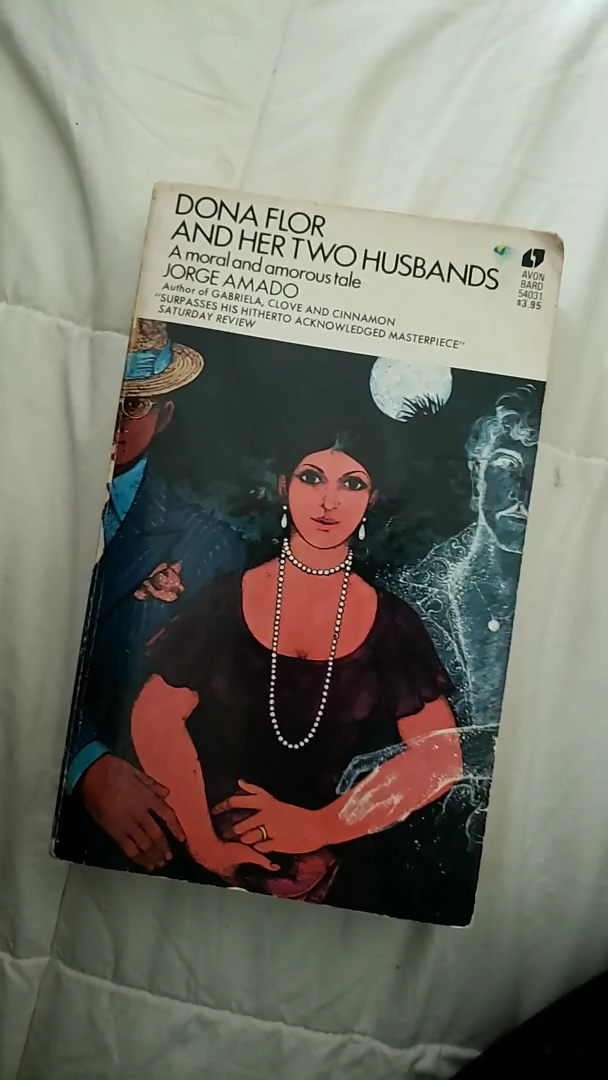 DONA FLOR
AND HER TWO HUSBANDS
A moral and amorous tale
JORGE AMADO
Author of GABRIELA, CLOVE AND CINNAMON
"SURPASSES HIS HITHERTO ACKNOWLEDGED MASTERPIECE"
SATURDAY REVIEW
AVON
BARD
54031
$3.95